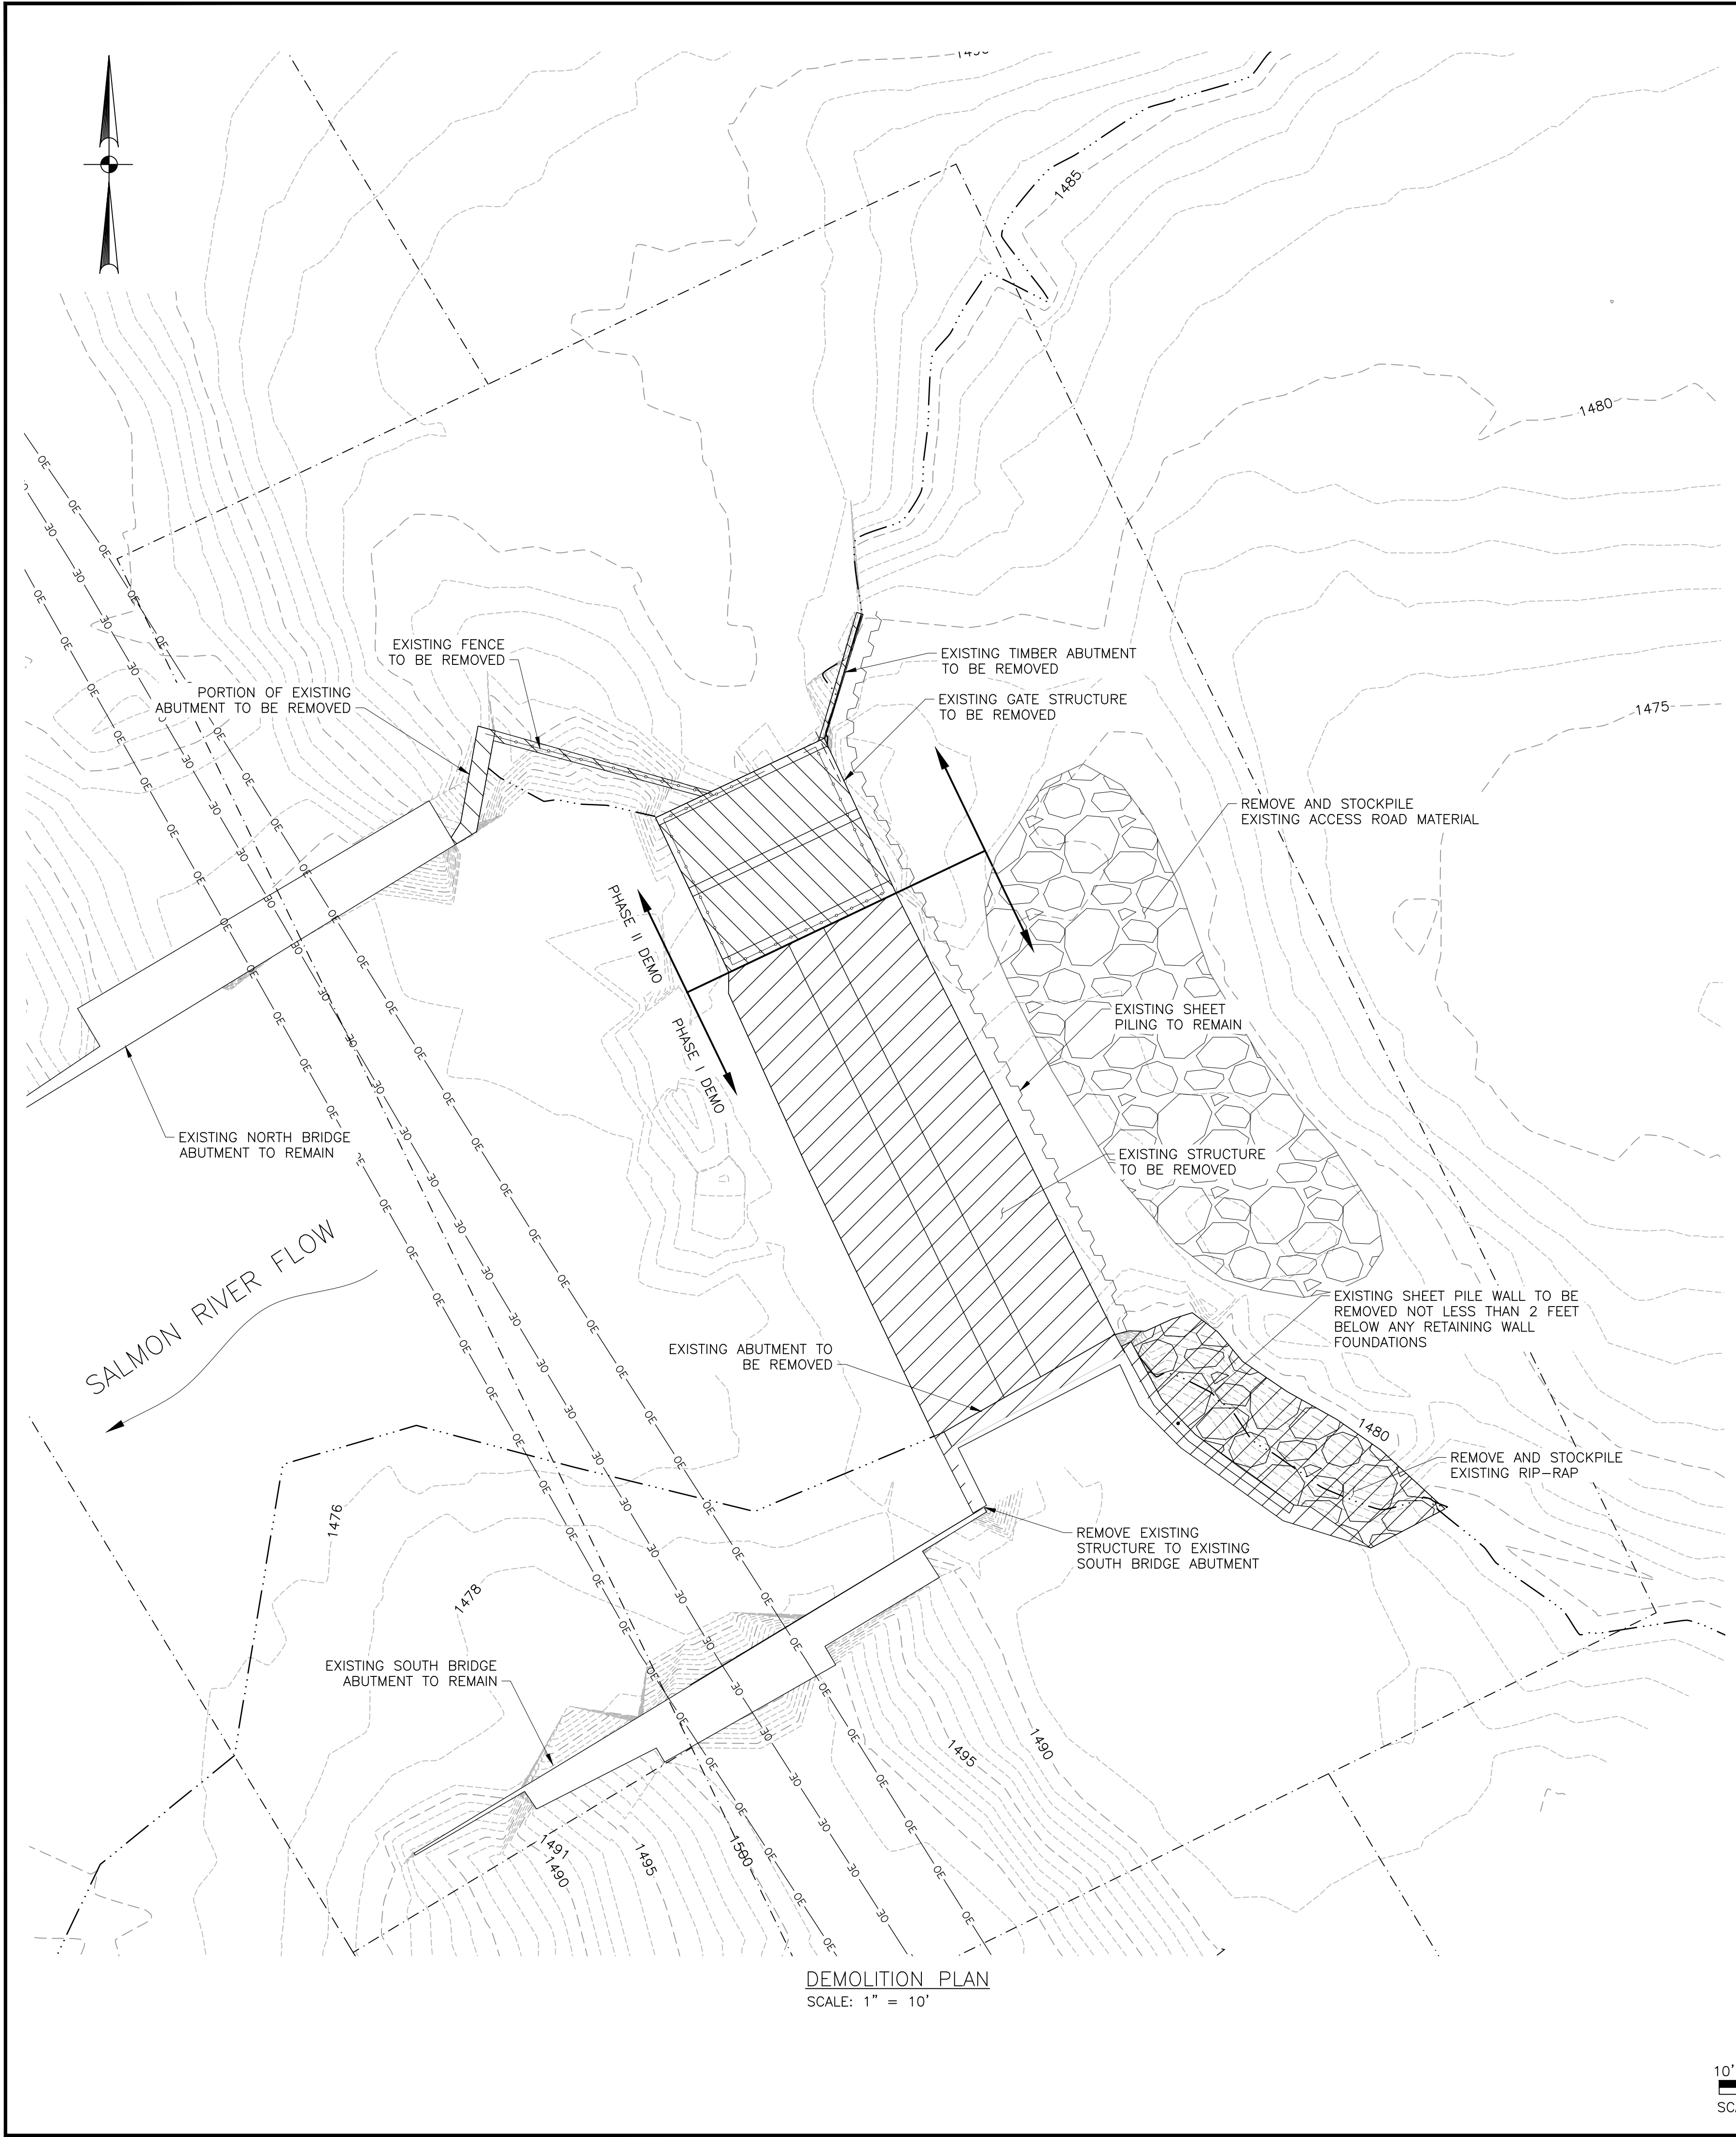 1485
1480
EXISTING FENCE
TO BE REMOVED
EXISTING TIMBER ABUTMENT
TO BE REMOVED
PORTION OF EXISTING
ABUTMENT TO BE REMOVED
EXISTING GATE STRUCTURE
TO BE REMOVED
1475
REMOVE AND STOCKPILE
EXISTING ACCESS ROAD MATERIAL
PHASE II DEMO
PHASE I DEMO
EXISTING SHEET
PILING TO REMAIN
EXISTING NORTH BRIDGE
ABUTMENT TO REMAIN
EXISTING STRUCTURE
TO BE REMOVED
SALMON RIVER FLOW
EXISTING SHEET PILE WALL TO BE
REMOVED NOT LESS THAN 2 FEET
BELOW ANY RETAINING WALL
FOUNDATIONS
EXISTING ABUTMENT TO
BE REMOVED
1480
REMOVE AND STOCKPILE
EXISTING RIP-RAP
1476
REMOVE EXISTING
STRUCTURE TO EXISTING
SOUTH BRIDGE ABUTMENT
1478
EXISTING SOUTH BRIDGE
ABUTMENT TO REMAIN
1495
1490
1491
1490
1495
1500
OE
OE
OE
DEMOLITION PLAN
SCALE: 1" = 10'
10'